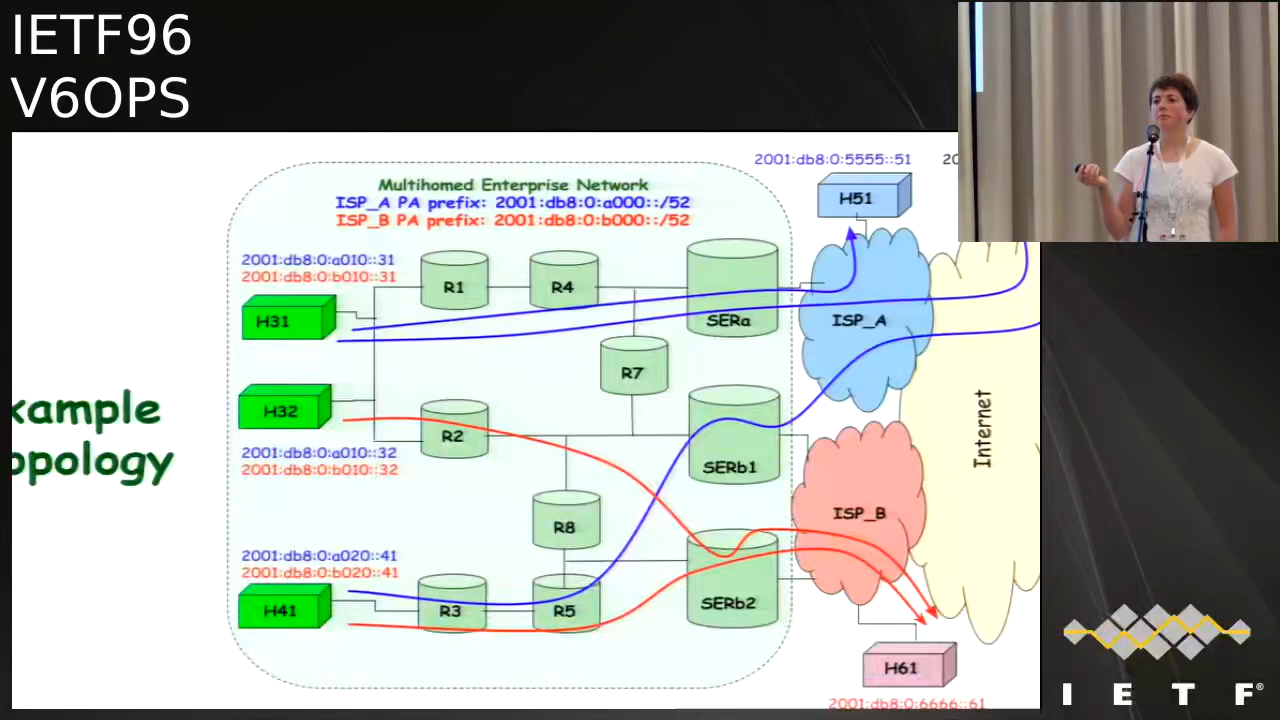 IETF96
V6OPS
2001:db8:0:5555::51
Multihomed Enterprise Network
ISP_A PA prefix: 2001:db8:0:a000::/52
ISP_B PA prefix: 2001:db8:0:b000::/52
H51
2001:db8:0:a010::31
2001:db8:0:b010::31
R1
R4
H31
SERa
ISP_A
R7
H32
R2
xample
opology
2001:db8:0:a010::32
2001:db8:0:b010::32
SERb1
Internet
ISP_B
R8
2001:db8:0:a020::41
2001:db8:0:b020::41
H41
R3
R5
SERb2
H61
2001:db8:0:6666::61
I E T F®